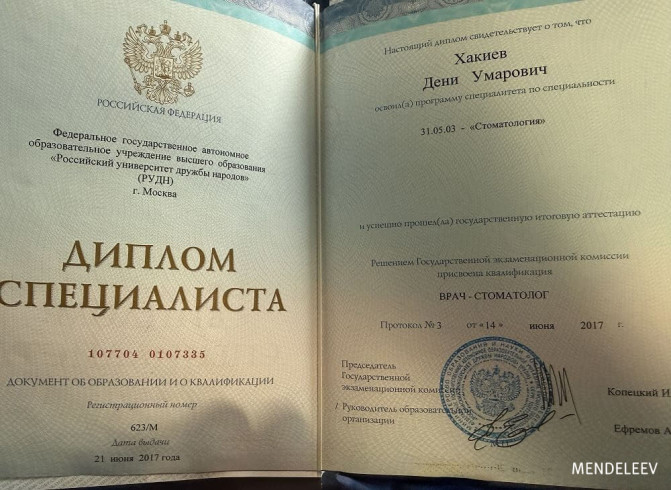 РОССИЙСКАЯ ФЕДЕРАЦИЯ
Федеральное государственное автономное
образовательное учреждение высшего образования
«Российский университет дружбы народов»
(РУДН)
г. Москва
ДИПЛОМ
СПЕЦИАЛИСТА
107704 0107335
ДОКУМЕНТ ОБ ОБРАЗОВАНИИ И О КВАЛИФИКАЦИИ
Регистрационный номер
623/М
Дата выдачи
21 июня 2017 года
Настоящий диплом свидетельствует о том, что
Хакиев
Дени Умарович
освоил(а) программу специалитета по специальности
31.05.03 - «Стоматология»
и успешно прошел(ла) государственную итоговую аттестацию
Решением Государственной экзаменационной комиссии
присвоена квалификация
ВРАЧ - СТОМАТОЛОГ
Протокол № 3 от «14» июня 2017 г.
Председатель
Государственной
экзаменационной комиссии
Копецкий И.
/ Руководитель образовательной
организации
Ефремов А.
MENDELEEV